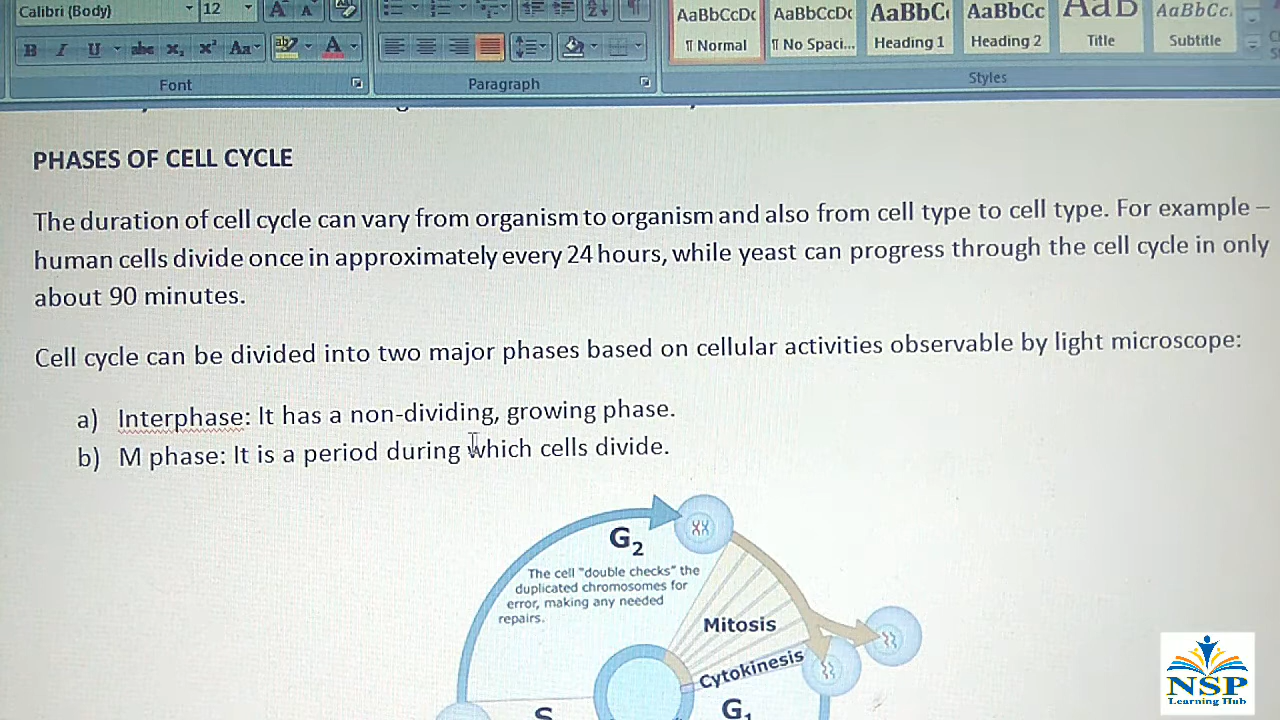 Calibri (Body) 12 A A
B I U abc x₂ x² Aa ab A
Font
Paragraph
AaBbCcDc AaBbCcDc AaBbC AaBbCc AaB AaBbCc.
¶ Normal ¶ No Spaci... Heading 1 Heading 2 Title Subtitle
Styles
PHASES OF CELL CYCLE
The duration of cell cycle can vary from organism to organism and also from cell type to cell type. For example –
human cells divide once in approximately every 24 hours, while yeast can progress through the cell cycle in only
about 90 minutes.
Cell cycle can be divided into two major phases based on cellular activities observable by light microscope:
a) Interphase: It has a non-dividing, growing phase.
b) M phase: It is a period during which cells divide.
G₂
The cell "double checks" the
duplicated chromosomes for
error, making any needed
repairs.
Mitosis
Cytokinesis
S
G₁
NSP
Learning Hub